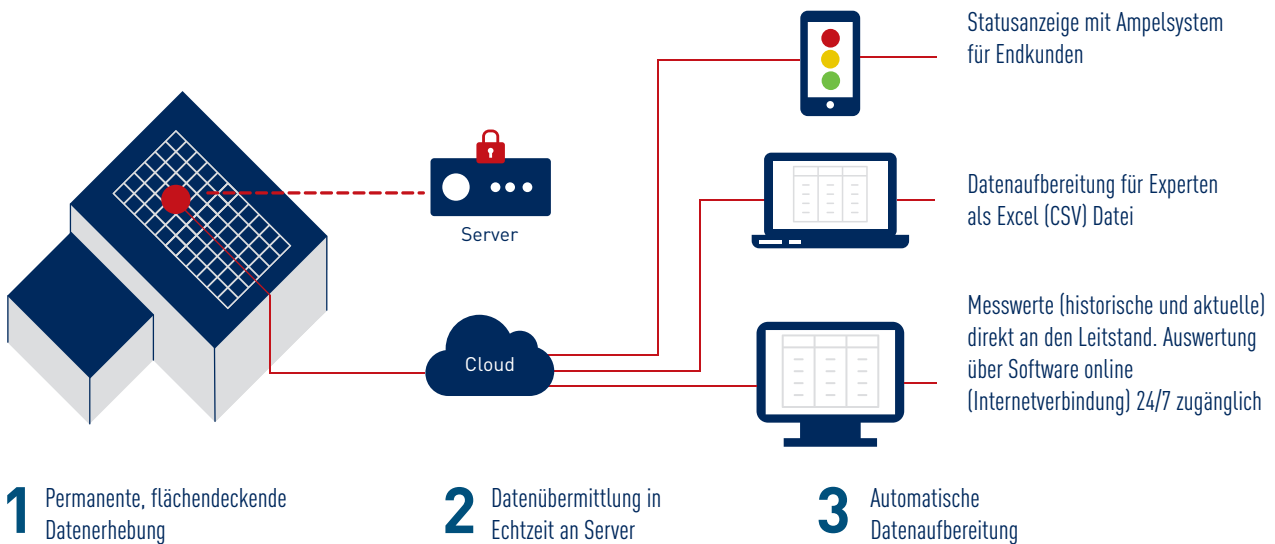 Statusanzeige mit Ampelsystem
für Endkunden
Server
Datenaufbereitung für Experten
als Excel (CSV) Datei
Cloud
Messwerte (historische und aktuelle)
direkt an den Leitstand. Auswertung
über Software online
(Internetverbindung) 24/7 zugänglich
1 Permanente, flächendeckende
Datenerhebung
2 Datenübermittlung in
Echtzeit an Server
3 Automatische
Datenaufbereitung